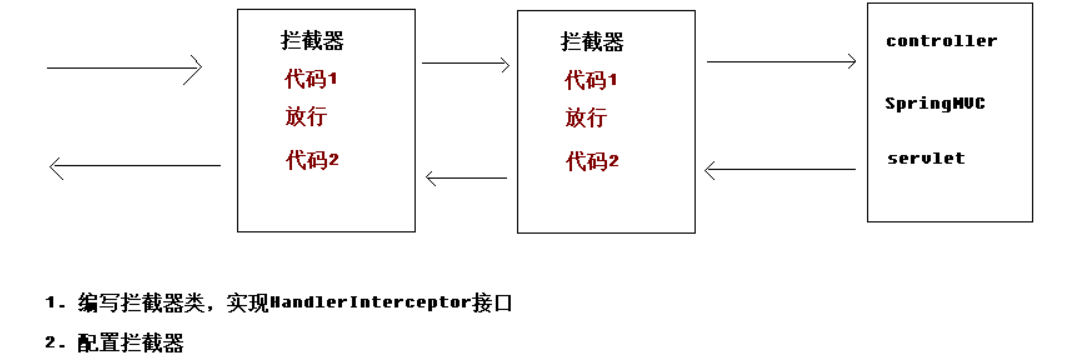 拦截器
代码1
放行
代码2
拦截器
代码1
放行
代码2
controller
SpringMVC
servlet
1. 编写拦截器类，实现HandlerInterceptor接口
2. 配置拦截器